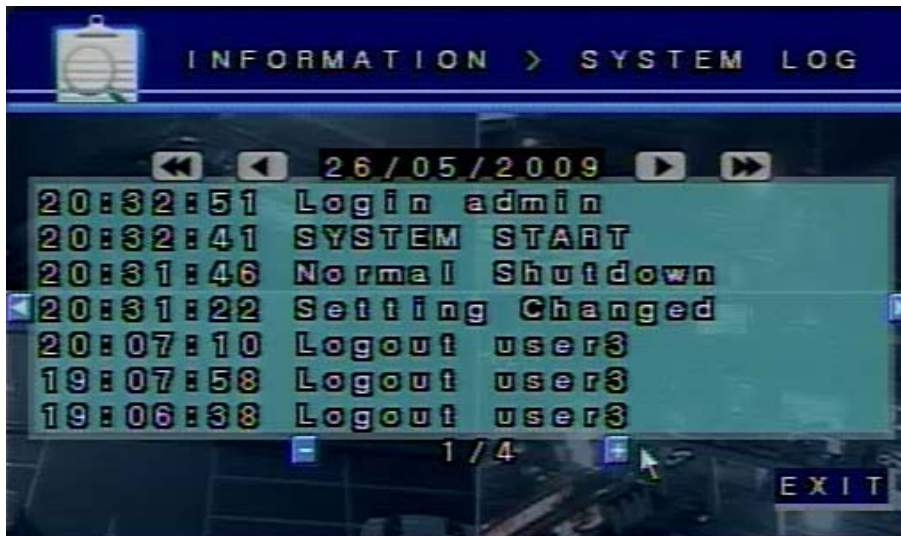 INFORMATION > SYSTEM LOG
26/05/2009
20:32:51 Login admin
20:32:41 SYSTEM START
20:31:46 Normal Shutdown
20:31:22 Setting Changed
20:07:10 Logout user3
19:07:58 Logout user3
19:06:38 Logout user3
- 1/4 +
EXIT